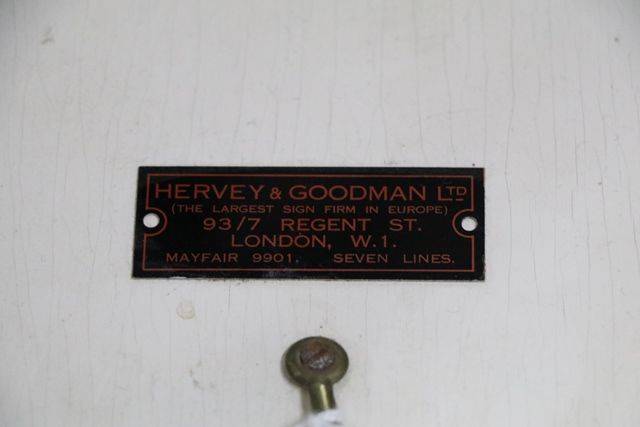 HERVEY & GOODMAN LTD
(THE LARGEST SIGN FIRM IN EUROPE)
93/7 REGENT ST.
LONDON, W.1.
MAYFAIR 9901. SEVEN LINES.